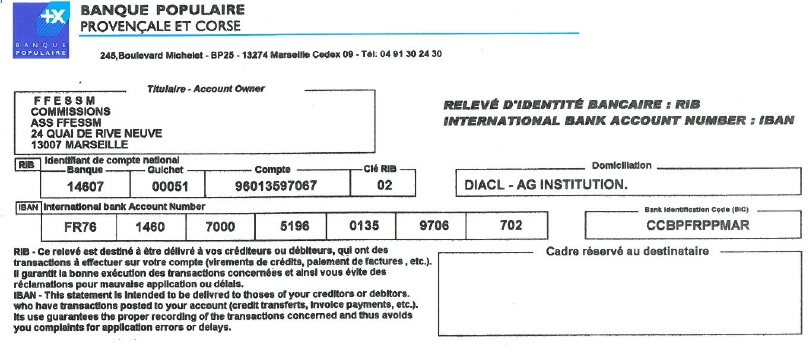 BANQUE POPULAIRE
PROVENÇALE ET CORSE
+X
BANQUE
POPULAIRE
245,Boulevard Michelet - BP25 - 13274 Marseille Cedex 09 - Tél: 04 91 30 24 30
Titulaire - Account Owner
F F E S S M
COMMISSIONS
ASS FFESSM
24 QUAI DE RIVE NEUVE
13007 MARSEILLE
RELEVÉ D'IDENTITÉ BANCAIRE : RIB
INTERNATIONAL BANK ACCOUNT NUMBER : IBAN
RIB Identifiant de compte national
Banque Guichet Compte Clé RIB
14607 00051 96013597067 02
Domiciliation
DIACL - AG INSTITUTION.
IBAN International bank Account Number
FR76 1460 7000 5196 0135 9706 702
Bank Identification Code (BIC)
CCBPFRPPMAR
RIB - Ce relevé est destiné à être délivré à vos créditeurs ou débiteurs, qui ont des
transactions à effectuer sur votre compte (virements de crédits, paiement de factures , etc.).
Il garantit la bonne exécution des transactions concernées et ainsi vous évite des
réclamations pour mauvaise application ou délais.
IBAN - This statement is intended to be delivred to thoses of your creditors or debitors.
who have transactions posted to your account (credit transferts, invoice payments, etc.).
Its use guarantees the proper recording of the transactions concerned and thus avoids
you complaints for application errors or delays.
Cadre réservé au destinataire